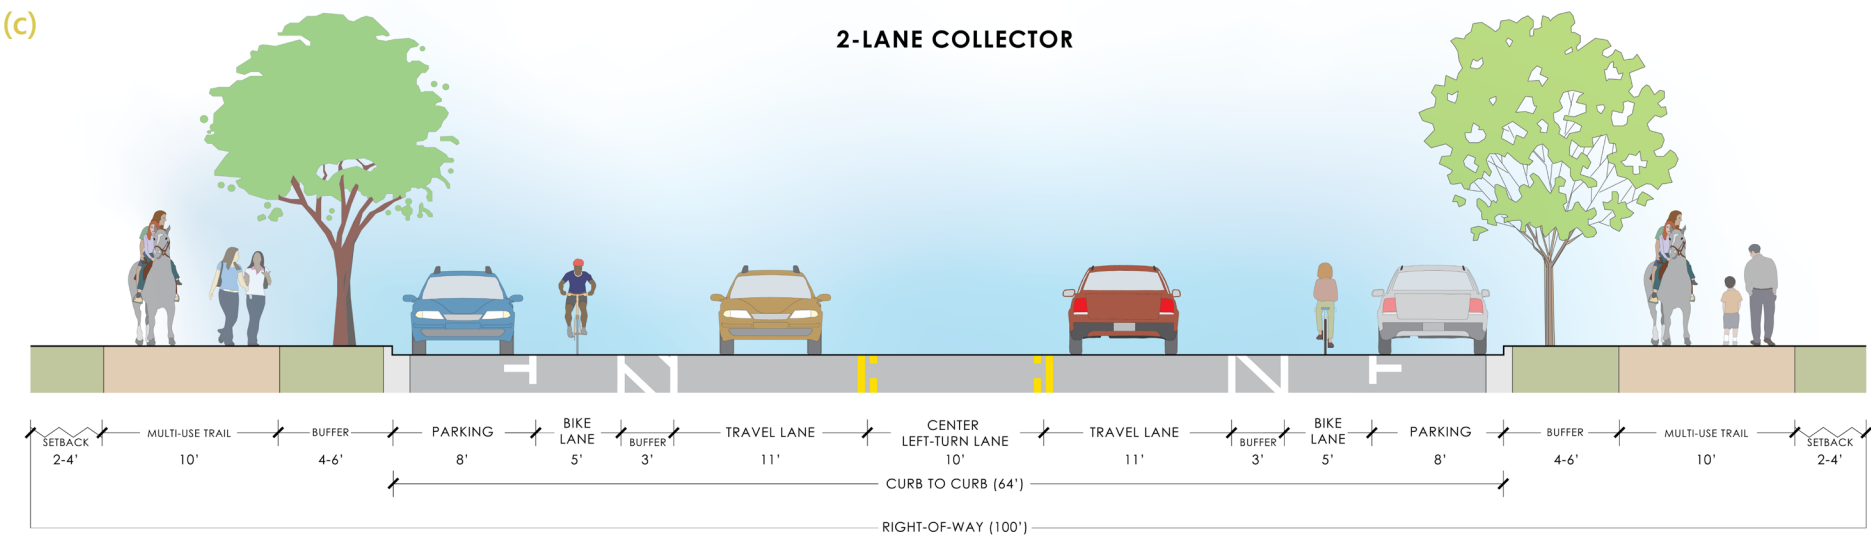 (c)
2-LANE COLLECTOR
SETBACK
2-4'
MULTI-USE TRAIL
10'
BUFFER
4-6'
PARKING
8'
BIKE
LANE
5'
BUFFER
3'
TRAVEL LANE
11'
CENTER
LEFT-TURN LANE
10'
TRAVEL LANE
11'
BUFFER
3'
BIKE
LANE
5'
PARKING
8'
BUFFER
4-6'
MULTI-USE TRAIL
10'
SETBACK
2-4'
CURB TO CURB (64')
RIGHT-OF-WAY (100')